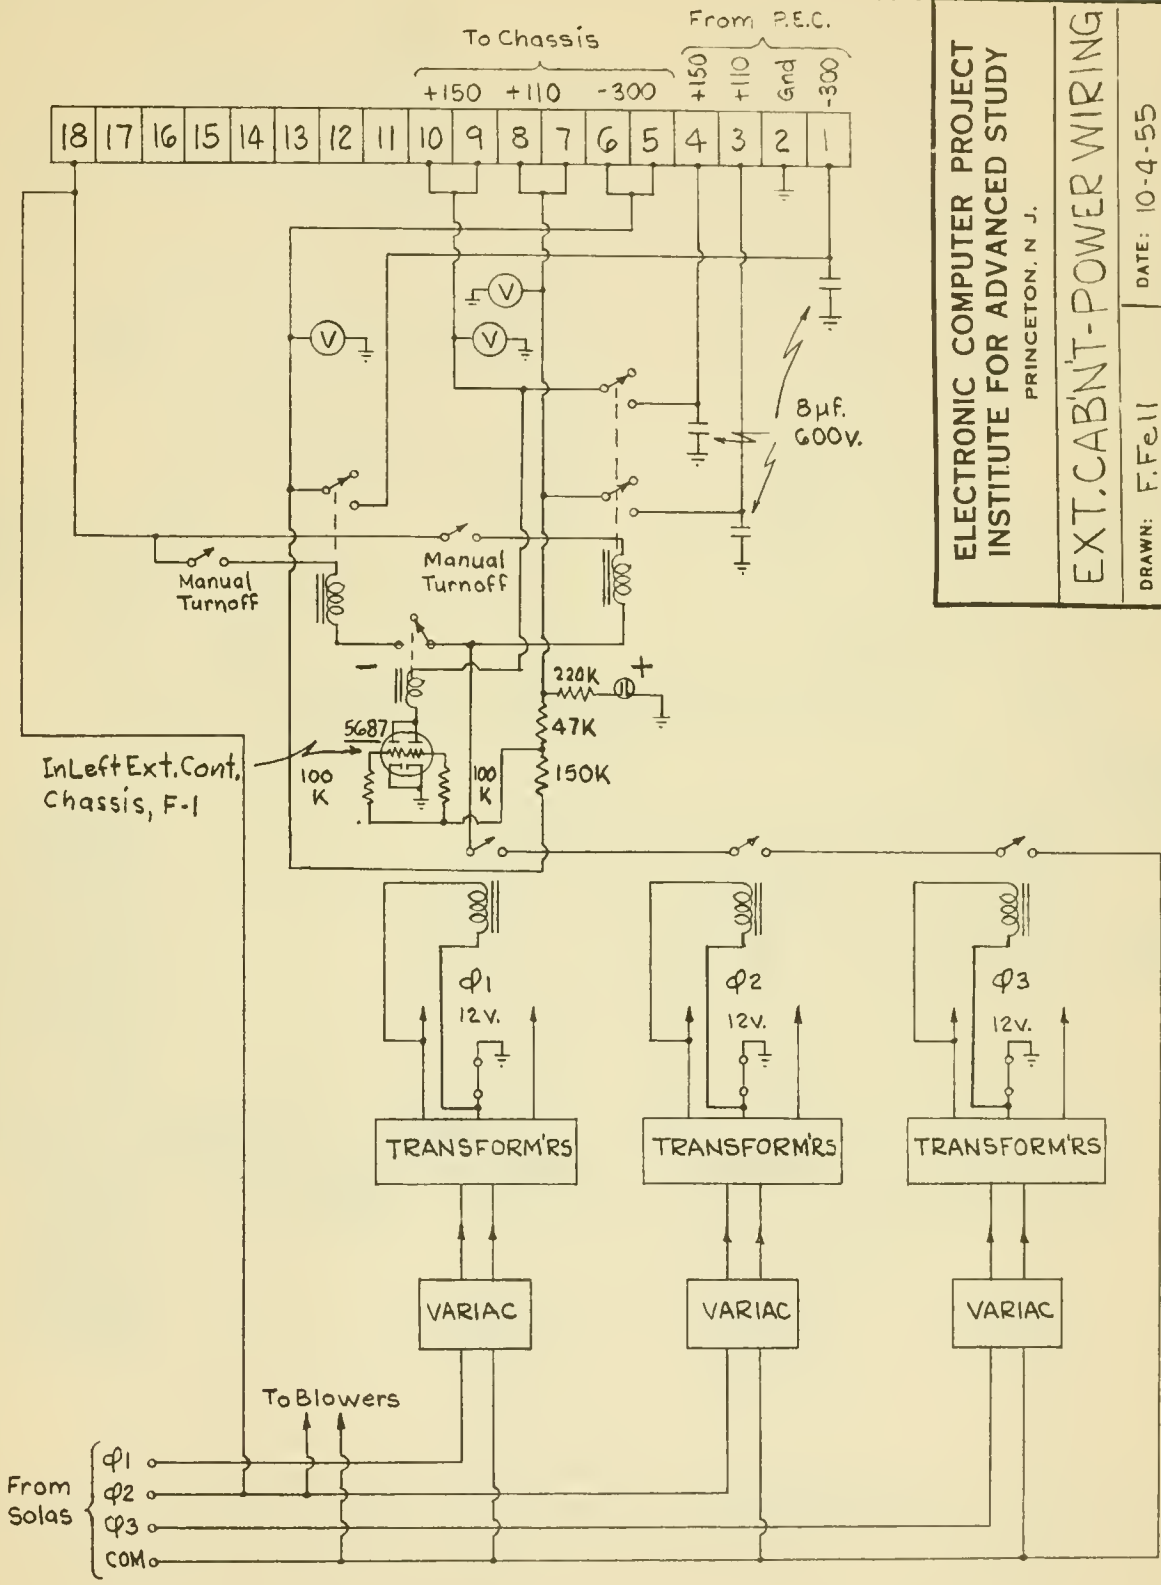 To Chassis
From P.E.C.
+150 +110 -300
+150
+110
Gnd
-300
18 17 16 15 14 13 12 11 10 9 8 7 6 5 4 3 2 1
V
V
V
8µf.
600V.
Manual
Turnoff
Manual
Turnoff
-
+
220K
47K
150K
5687
100
K
100
K
In Left Ext. Cont.
Chassis, F-1
φ1
12V.
φ2
12V.
φ3
12V.
TRANSFORM'RS
TRANSFORM'RS
TRANSFORM'RS
VARIAC
VARIAC
VARIAC
To Blowers
From
Solas
φ1
φ2
φ3
COM
ELECTRONIC COMPUTER PROJECT
INSTITUTE FOR ADVANCED STUDY
PRINCETON, N J.
EXT. CAB'N'T-POWER WIRING
DRAWN: F. Fell
DATE: 10-4-55